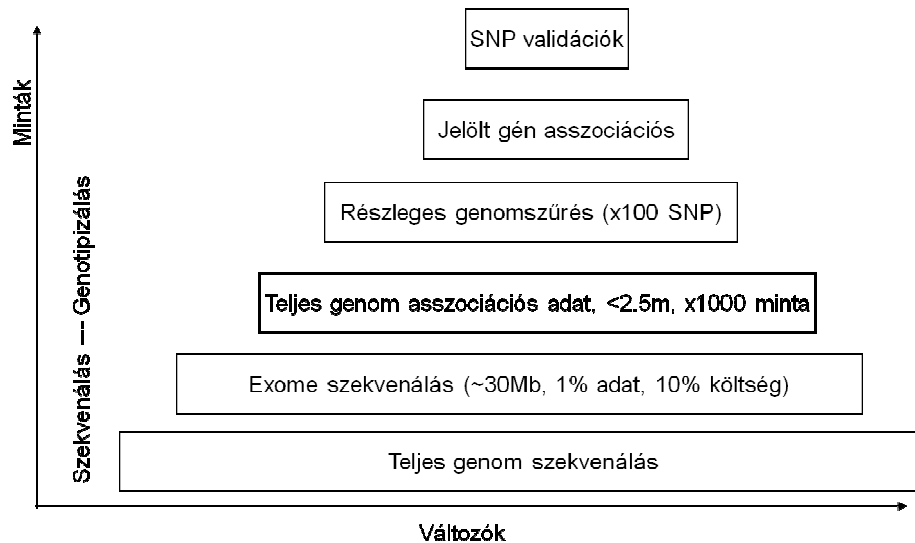 SNP validációk
Jelölt gén asszociációs
Részleges genomszűrés (x100 SNP)
Teljes genom asszociációs adat, <2.5m, x1000 minta
Exome szekvenálás (~30Mb, 1% adat, 10% költség)
Teljes genom szekvenálás
Minták
Szekvenálás --- Genotipizálás
Változók